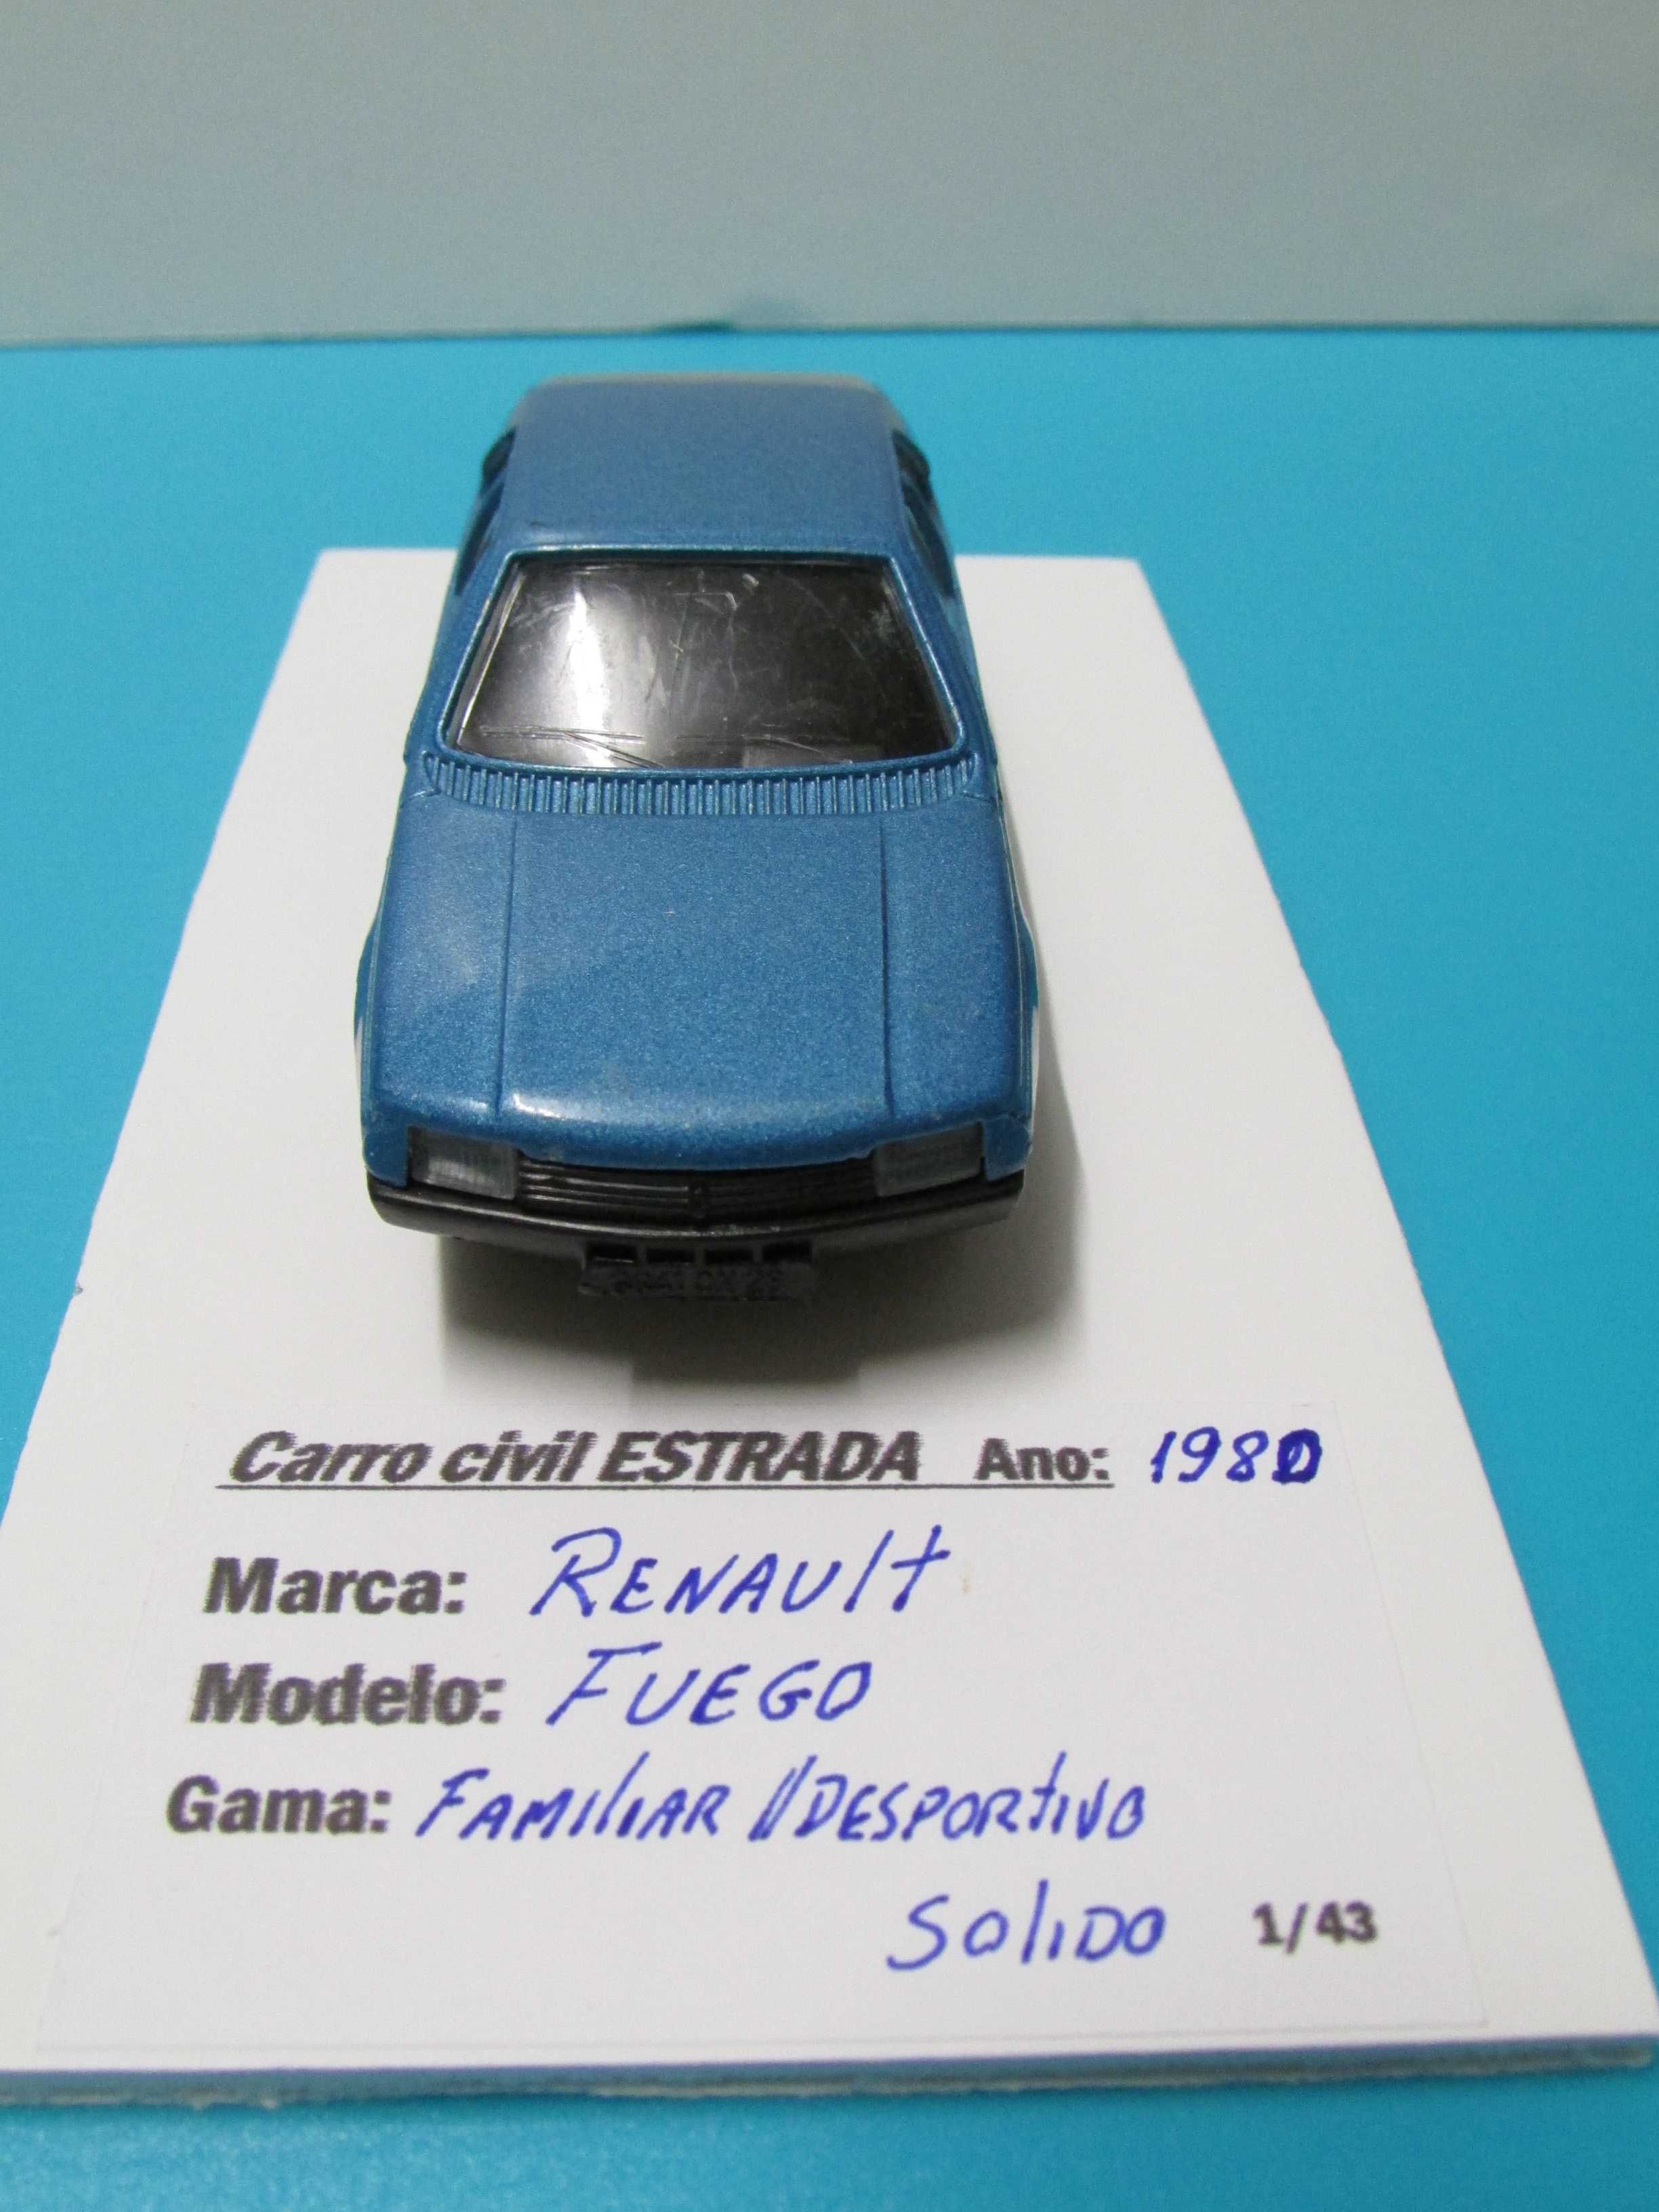 Carro civil ESTRADA Ano: 1980
Marca: RENAULT
Modelo: FUEGO
Gama: FAMILIAR // DESPORTIVO
SOLIDO 1/43